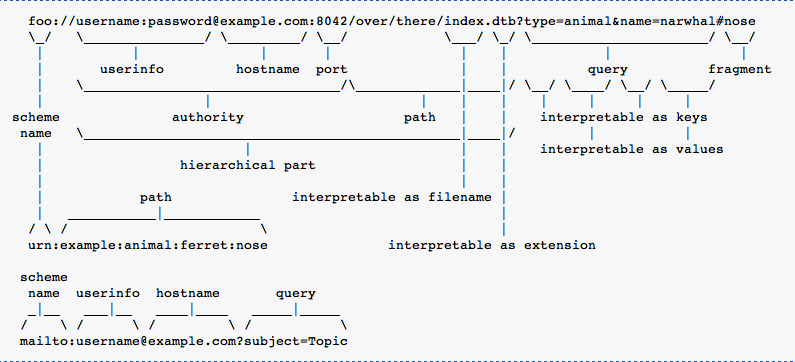 foo://username:password@example.com:8042/over/there/index.dtb?type=animal&name=narwhal#nose
userinfo hostname port query fragment
scheme authority path interpretable as keys
name
interpretable as values
hierarchical part
path interpretable as filename
urn:example:animal:ferret:nose interpretable as extension
scheme
name userinfo hostname query
mailto:username@example.com?subject=Topic